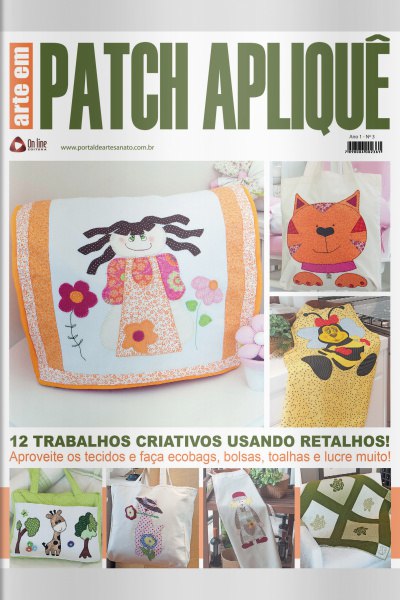 arte em
PATCH APLIQUÊ
On line
EDITORA
www.portaldeartesanato.com.br
Ano 1 - Nº 3
12 TRABALHOS CRIATIVOS USANDO RETALHOS!
Aproveite os tecidos e faça ecobags, bolsas, toalhas e lucre muito!